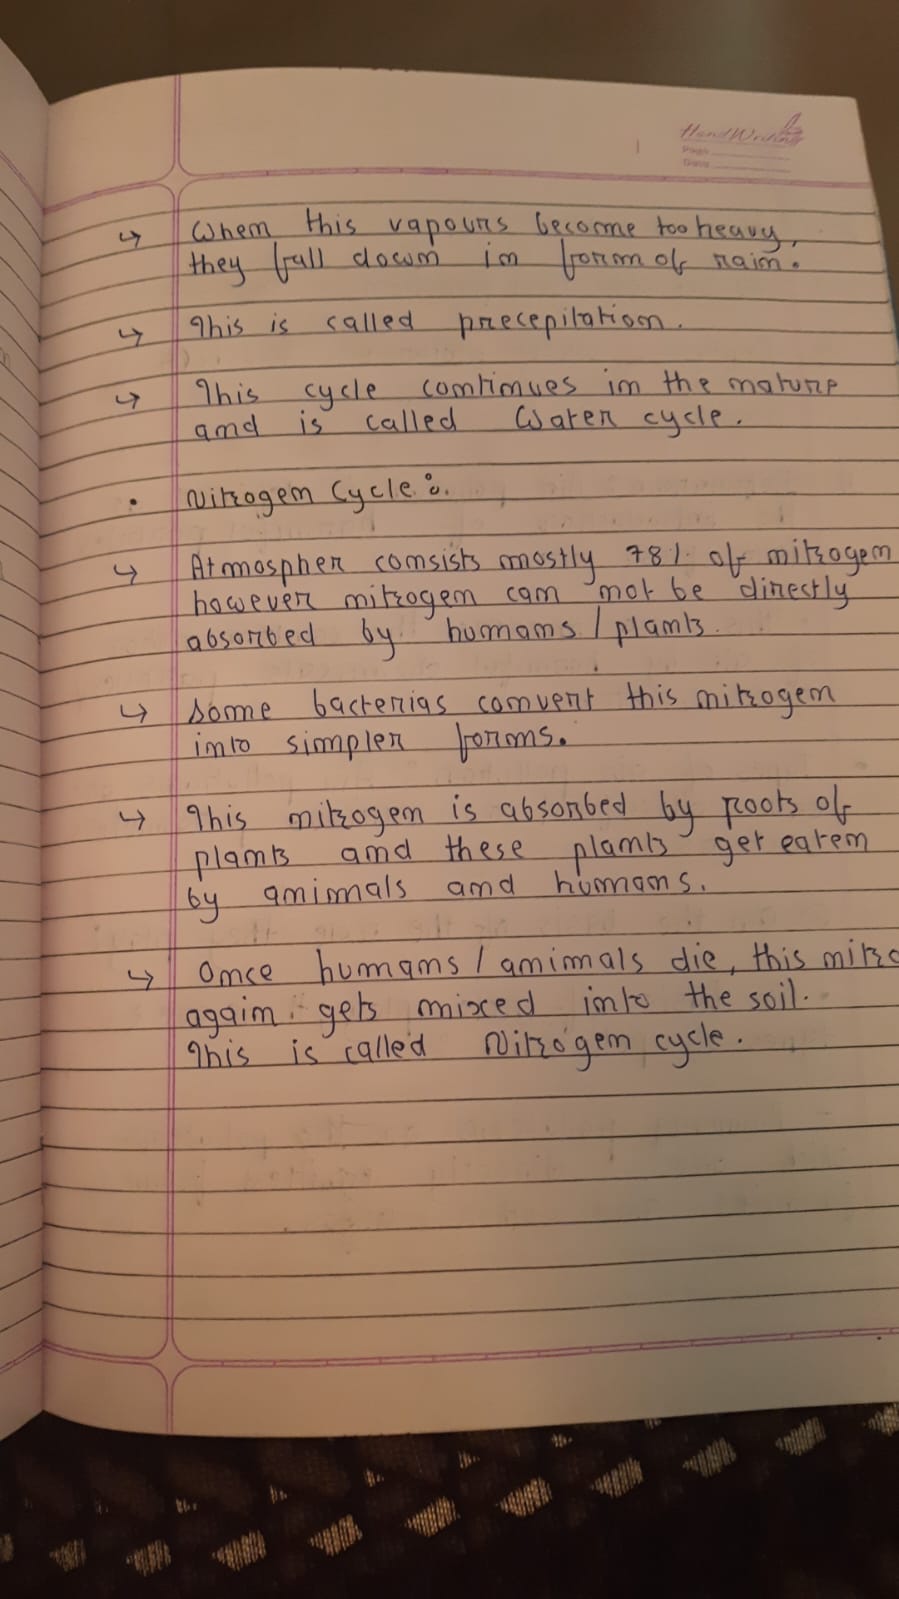 HandWriting
Page
Date
↳ When this vapours become too heavy,
they fall down in form of rain.
↳ This is called precepilation.
↳ This cycle continues in the nature
and is called Water cycle.
• Nitrogen Cycle:.
↳ Atmospher consists mostly 78% of nitrogen
however nitrogen can not be directly
absorbed by humans / plants.
↳ Some bacterias convert this nitrogen
into simpler forms.
↳ This nitrogen is absorbed by roots of
plants and these plants get eaten
by animals and humans.
↳ Once humans / animals die, this nitro
again gets mixed into the soil.
This is called Nitrogen cycle.